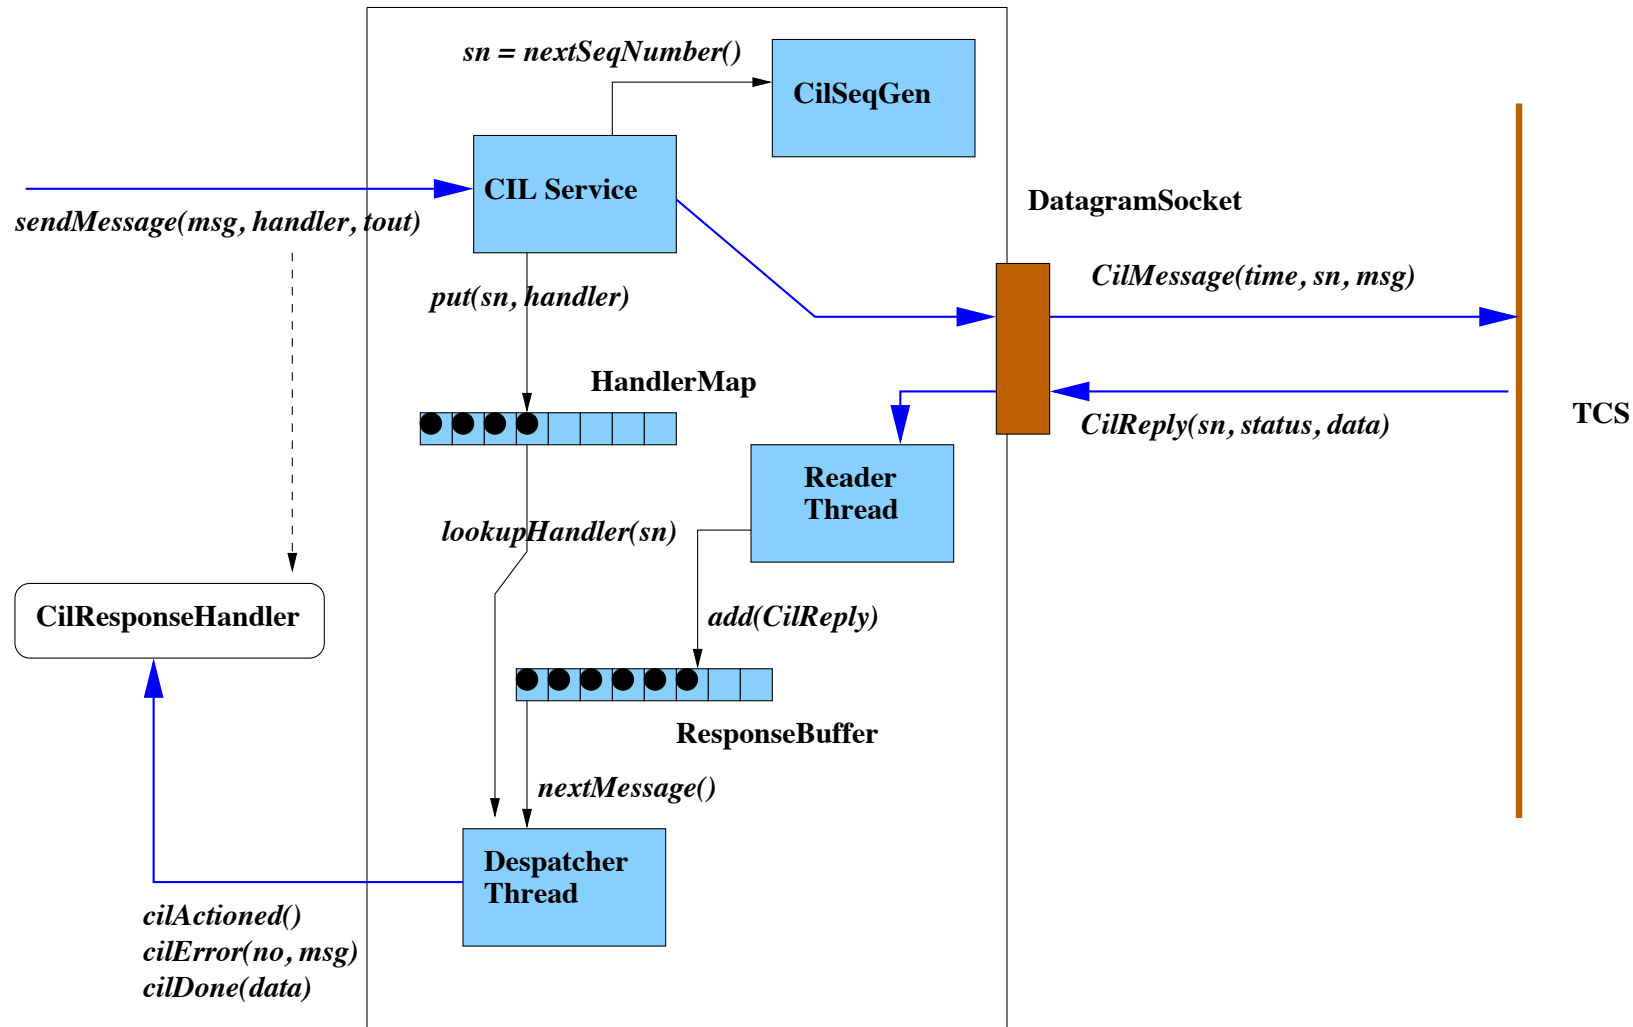 sn = nextSeqNumber()
CilSeqGen
CIL Service
DatagramSocket
sendMessage(msg, handler, tout)
CilMessage(time, sn, msg)
put(sn, handler)
HandlerMap
TCS
CilReply(sn, status, data)
Reader
Thread
lookupHandler(sn)
CilResponseHandler
add(CilReply)
ResponseBuffer
nextMessage()
Despatcher
Thread
cilActioned()
cilError(no, msg)
cilDone(data)